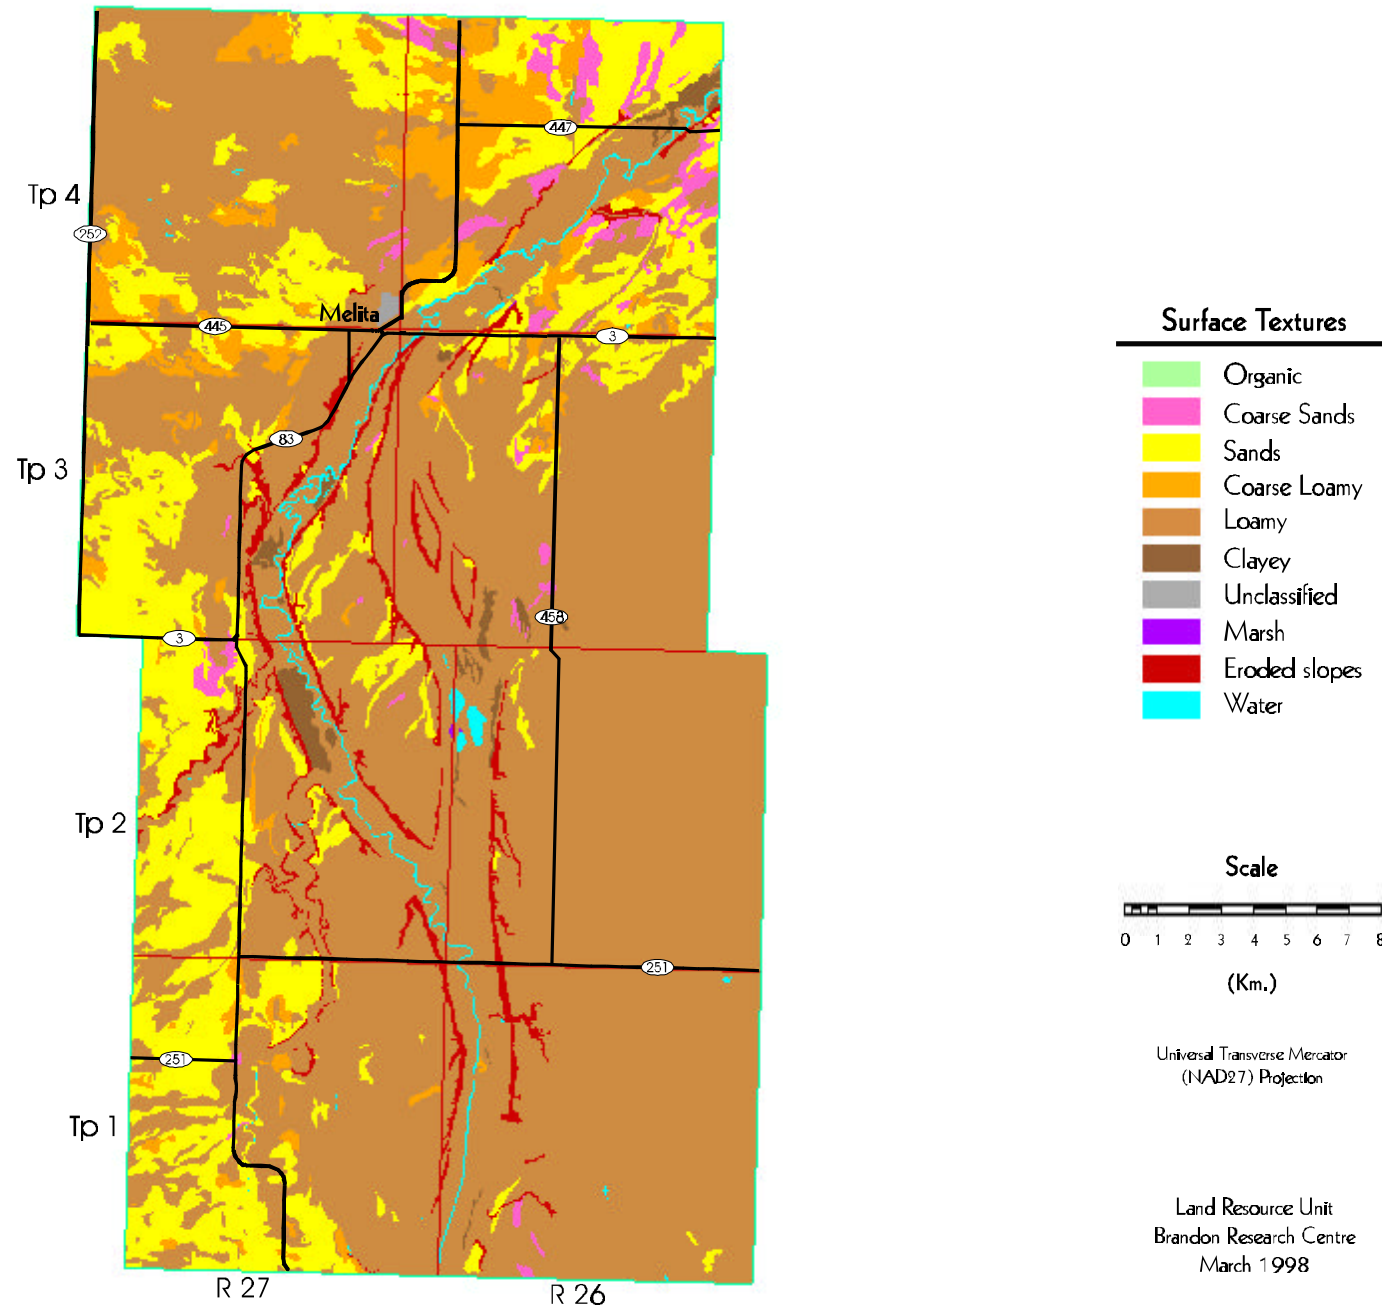 447
Tp 4
252
Melita
445
3
83
Tp 3
458
3
Tp 2
251
251
Tp 1
R 27
R 26
Surface Textures
Organic
Coarse Sands
Sands
Coarse Loamy
Loamy
Clayey
Unclassified
Marsh
Eroded slopes
Water
Scale
0 1 2 3 4 5 6 7 8
(Km.)
Universal Transverse Mercator
(NAD27) Projection
Land Resource Unit
Brandon Research Centre
March 1998